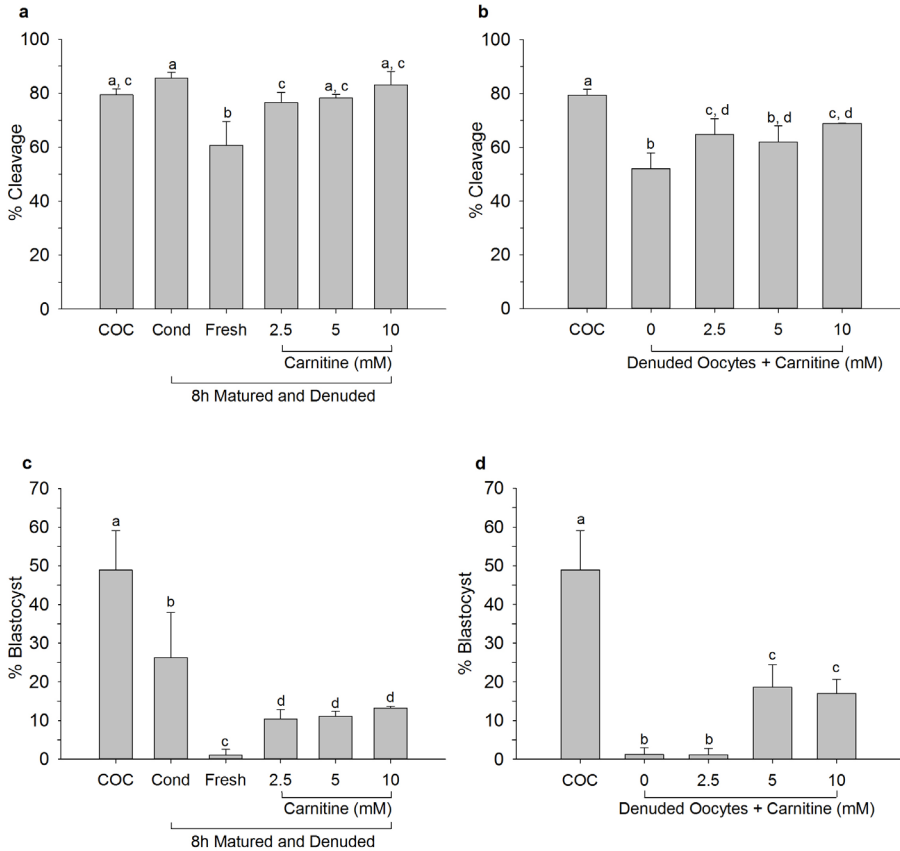 a
100
80
60
40
20
0
% Cleavage
a, c
a
b
c
a, c
a, c
COC Cond Fresh 2.5 5 10
Carnitine (mM)
8h Matured and Denuded
b
100
80
60
40
20
0
% Cleavage
a
b
c, d
b, d
c, d
COC 0 2.5 5 10
Denuded Oocytes + Carnitine (mM)
c
70
60
50
40
30
20
10
0
% Blastocyst
a
b
c
d
d
d
COC Cond Fresh 2.5 5 10
Carnitine (mM)
8h Matured and Denuded
d
70
60
50
40
30
20
10
0
% Blastocyst
a
b
b
c
c
COC 0 2.5 5 10
Denuded Oocytes + Carnitine (mM)